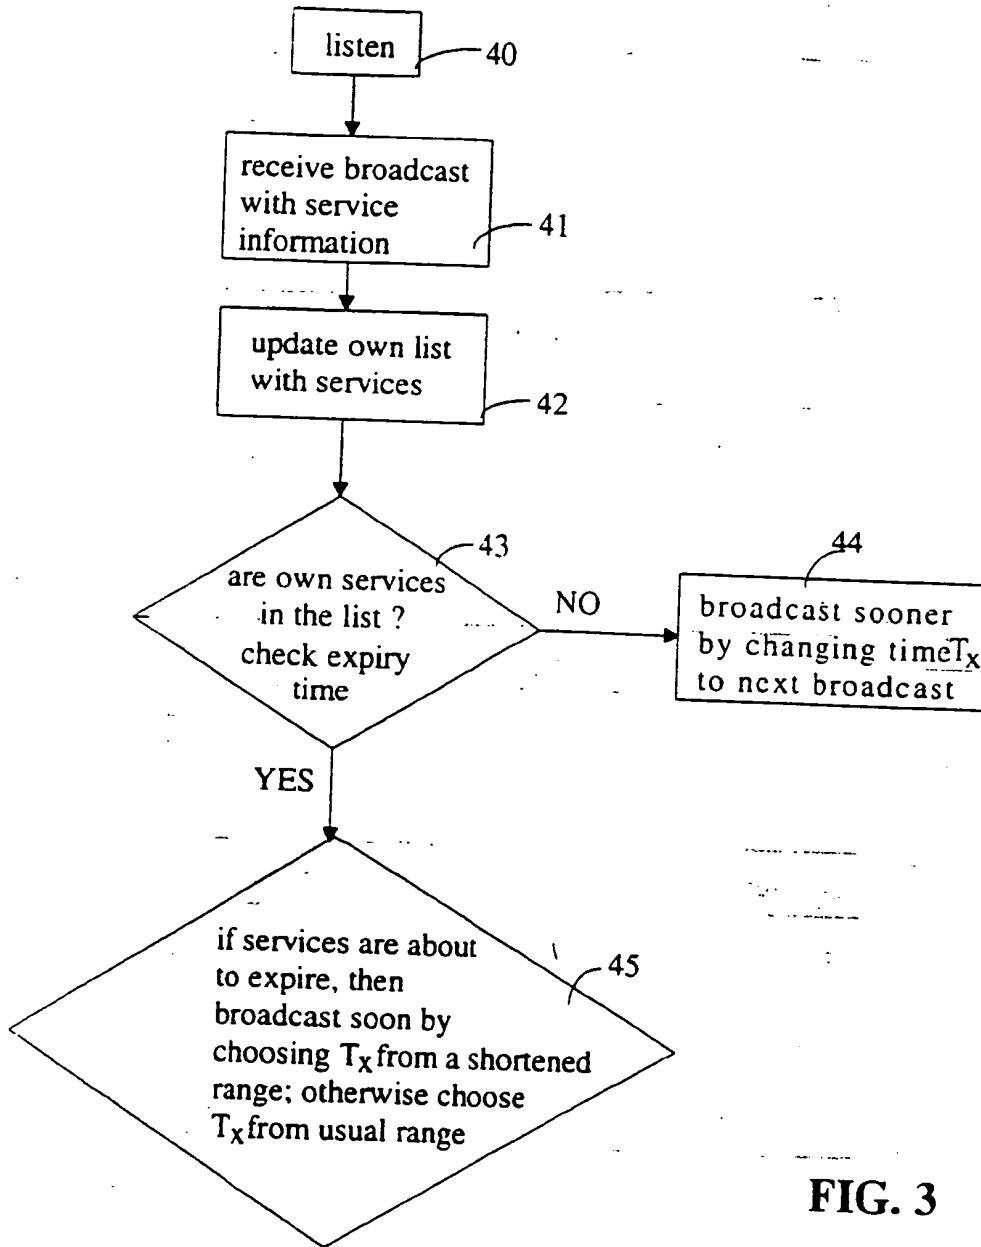 listen
40
receive broadcast
with service
information
41
update own list
with services
42
43
are own services
in the list ?
check expiry
time
NO
44
broadcast sooner
by changing time Tx
to next broadcast
YES
if services are about
to expire, then
broadcast soon by
choosing Tx from a shortened
range; otherwise choose
Tx from usual range
45
FIG. 3